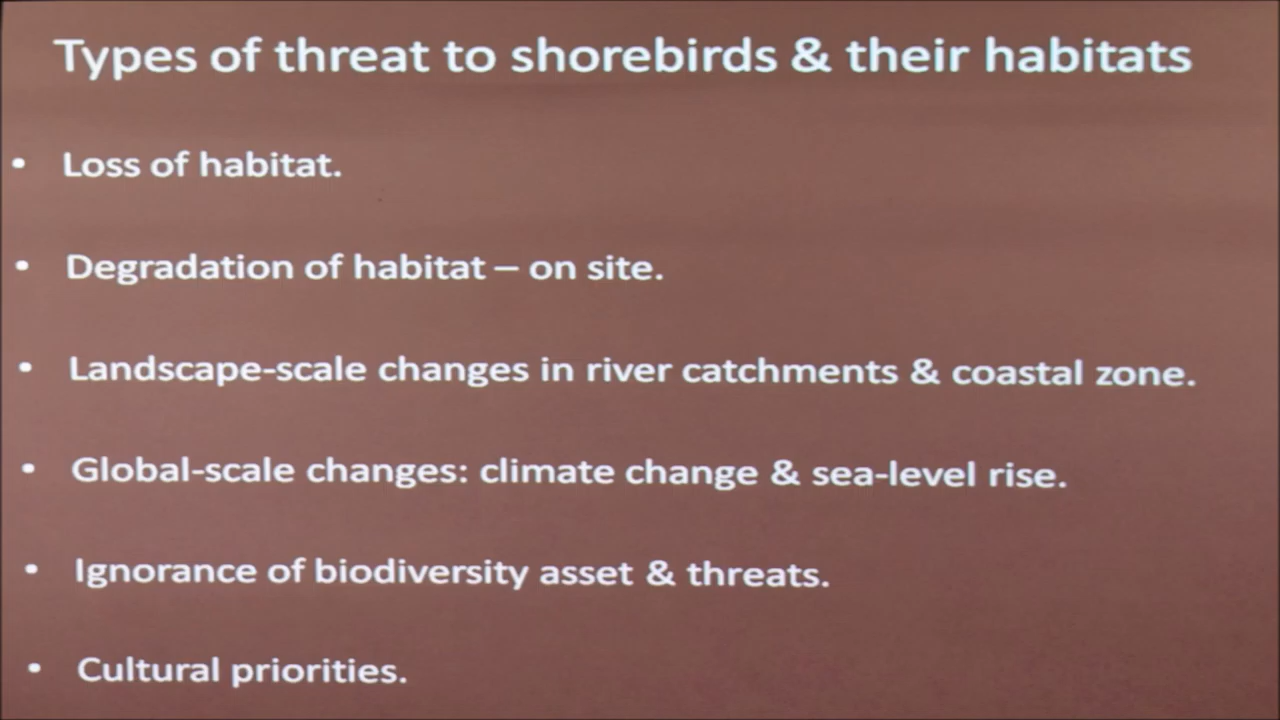 Types of threat to shorebirds & their habitats
• Loss of habitat.
• Degradation of habitat – on site.
• Landscape-scale changes in river catchments & coastal zone.
• Global-scale changes: climate change & sea-level rise.
• Ignorance of biodiversity asset & threats.
• Cultural priorities.